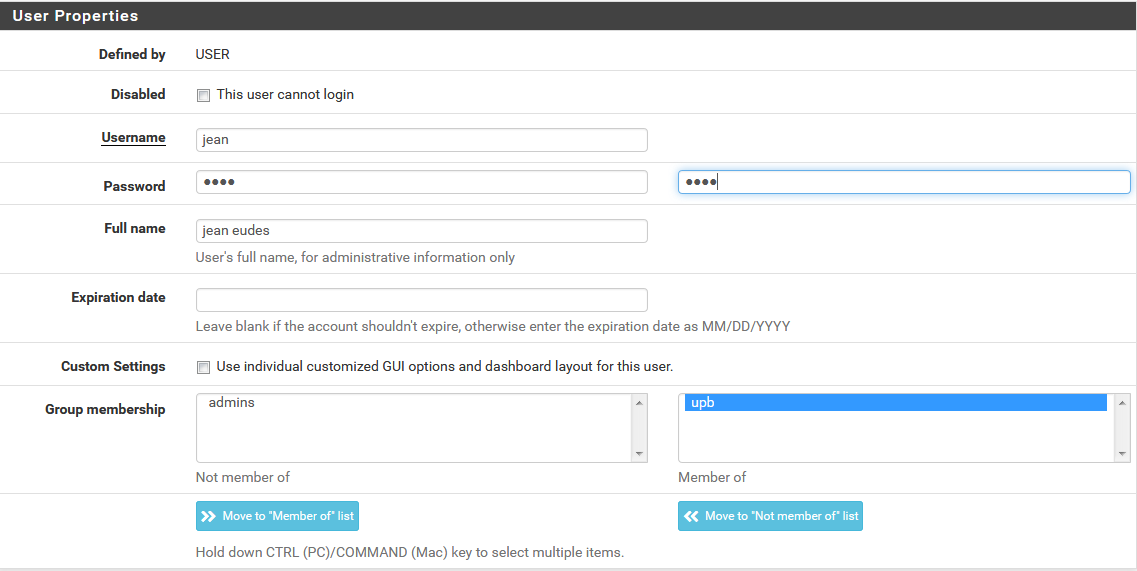 User Properties
Defined by USER
Disabled This user cannot login
Username jean
Password •••• ••••
Full name jean eudes
User's full name, for administrative information only
Expiration date
Leave blank if the account shouldn't expire, otherwise enter the expiration date as MM/DD/YYYY
Custom Settings Use individual customized GUI options and dashboard layout for this user.
Group membership admins upb
Not member of Member of
Move to "Member of" list Move to "Not member of" list
Hold down CTRL (PC)/COMMAND (Mac) key to select multiple items.